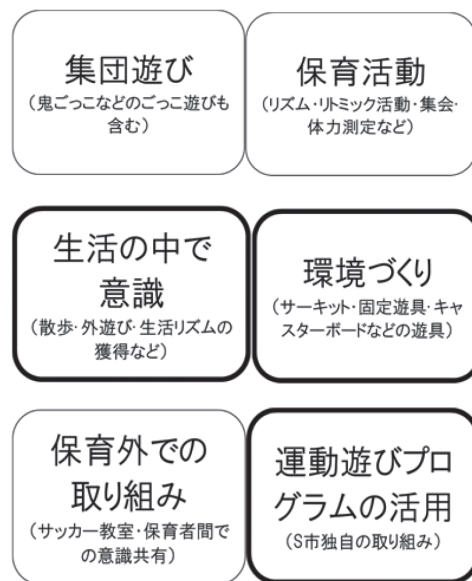 集団遊び
(鬼ごっこなどのごっこ遊びも
含む)
保育活動
(リズム・リトミック活動・集会・
体力測定など)
生活の中で
意識
(散歩・外遊び・生活リズムの
獲得など)
環境づくり
(サーキット・固定遊具・キャ
スターボードなどの遊具)
保育外での
取り組み
(サッカー教室・保育者間で
の意識共有)
運動遊びプロ
グラムの活用
(S市独自の取り組み)